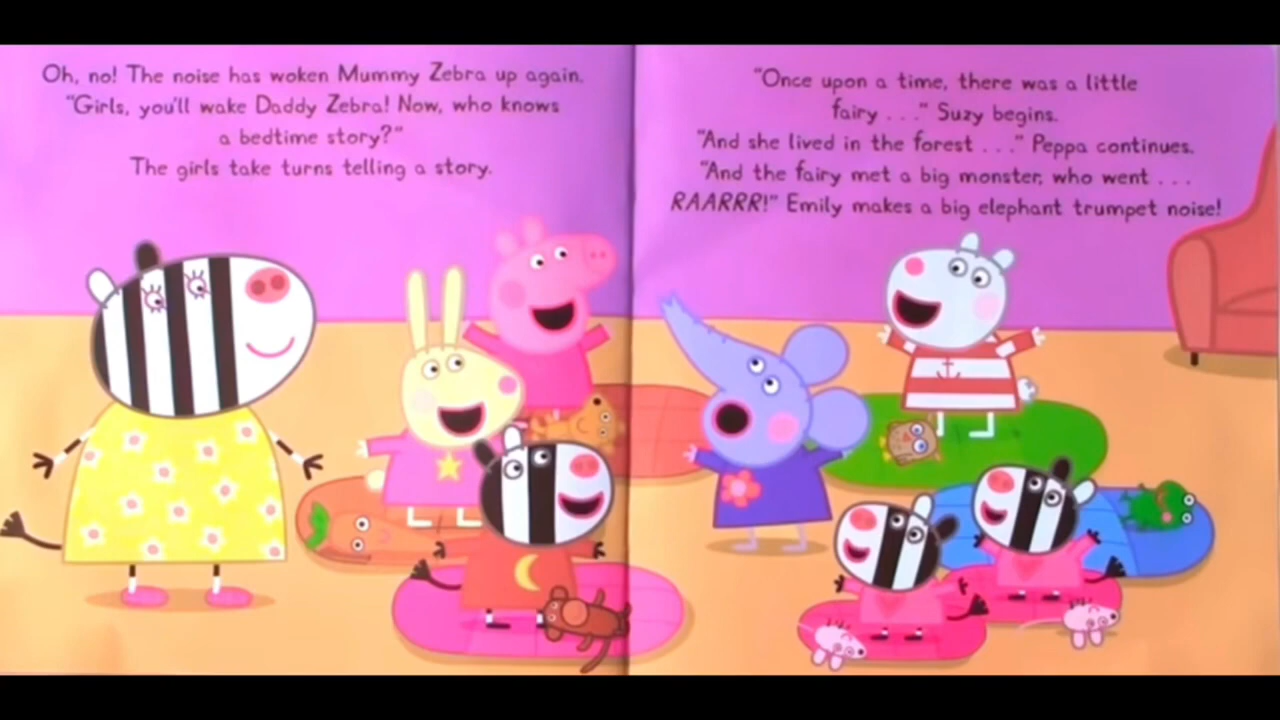 Oh, no! The noise has woken Mummy Zebra up again.
"Girls, you'll wake Daddy Zebra! Now, who knows
a bedtime story?"
The girls take turns telling a story.
"Once upon a time, there was a little
fairy . . ." Suzy begins.
"And she lived in the forest . . ." Peppa continues.
"And the fairy met a big monster, who went . . .
RAARRR!" Emily makes a big elephant trumpet noise!